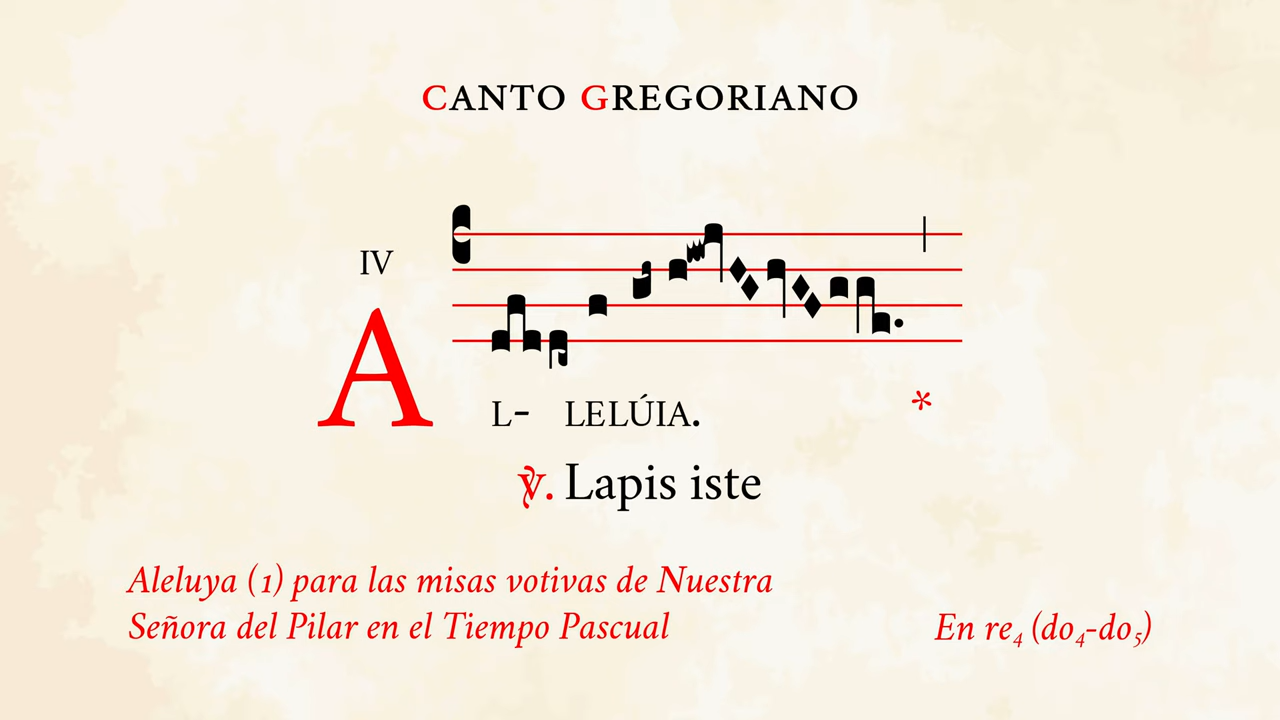 CANTO GREGORIANO
IV
AL- LELÚIA. *
℣. Lapis iste
Aleluya (1) para las misas votivas de Nuestra
Señora del Pilar en el Tiempo Pascual
En re₄ (do₄-do₅)